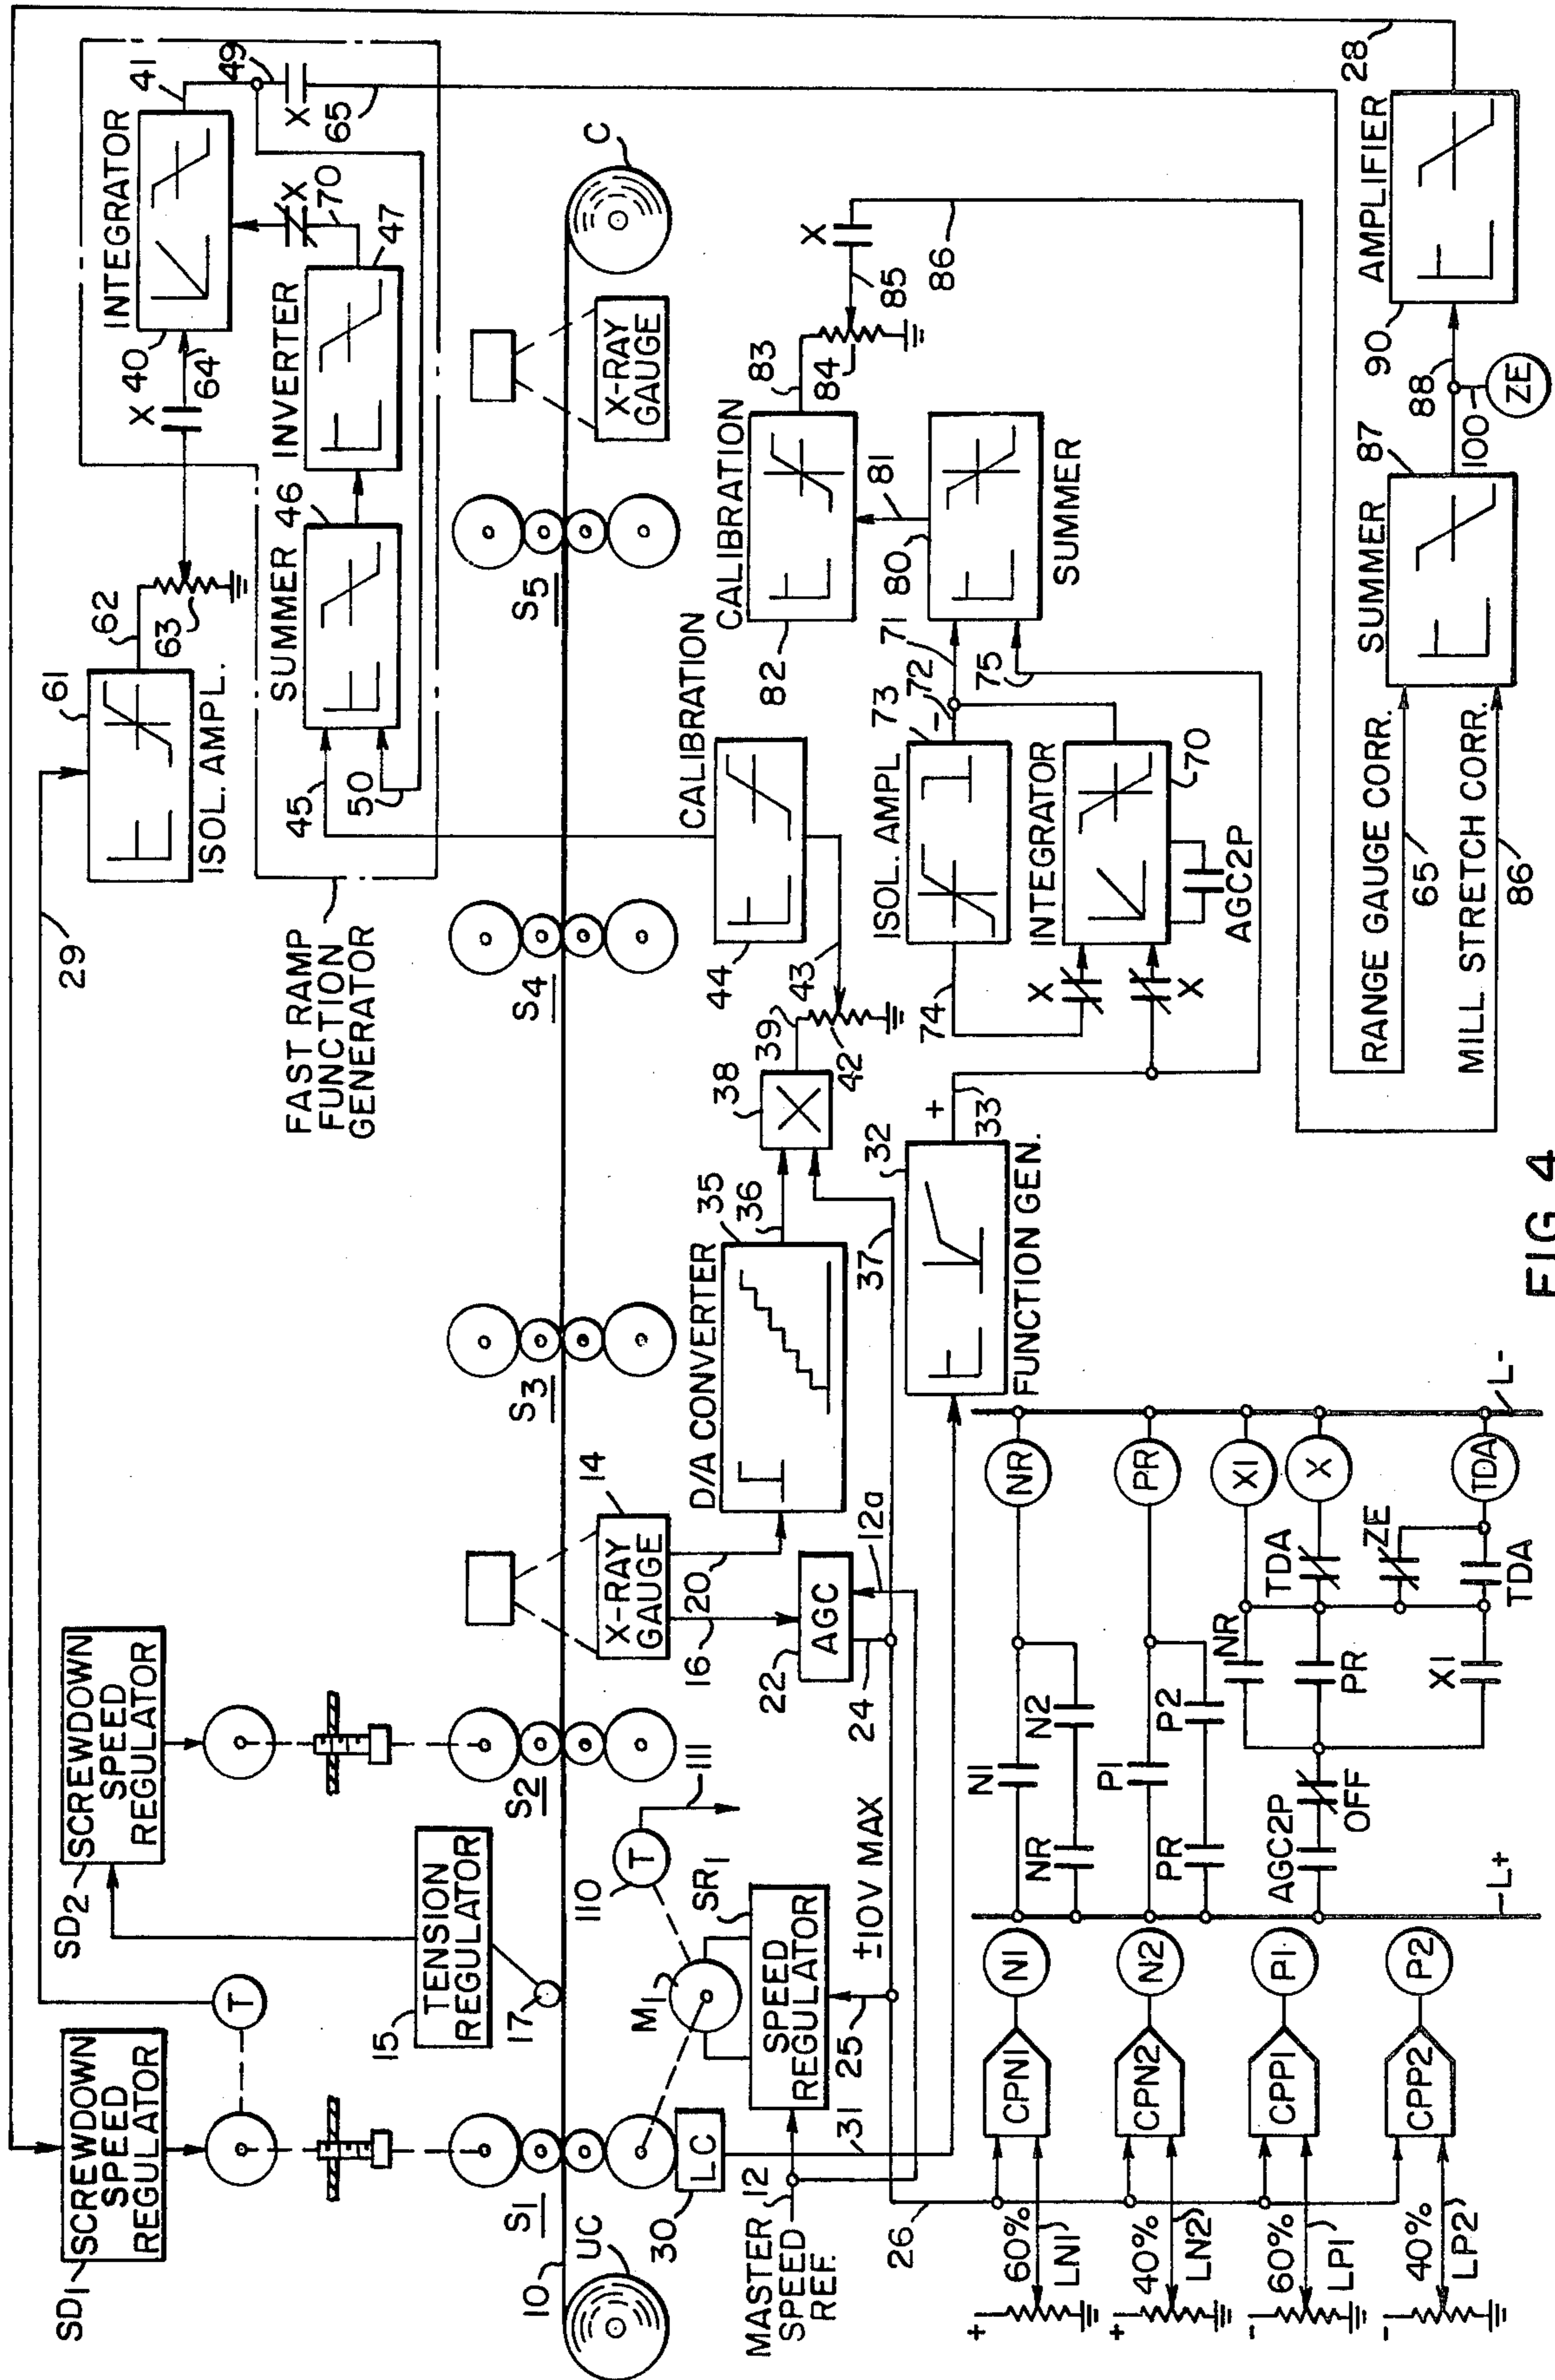 SD1
SCREWDOWN
SPEED
REGULATOR
T
29
SD2
SCREWDOWN
SPEED
REGULATOR
15
TENSION
REGULATOR
17
10
UC
S1
S2
S3
S4
S5
C
61
ISOL. AMPL.
62
63
X
64
40
INTEGRATOR
41
49
X
65
X
70
INVERTER
47
SUMMER
46
45
50
FAST RAMP
FUNCTION
GENERATOR
28
30
LC
31
M1
110
T
111
SR1
SPEED
REGULATOR
25
±10V MAX
MASTER
SPEED
REF.
12
X-RAY
GAUGE
14
16
20
22
AGC
24
12a
D/A CONVERTER
35
36
37
38
39
42
43
44
CALIBRATION
X-RAY
GAUGE
32
FUNCTION GEN.
+
33
ISOL. AMPL.
73
-
72
71
74
X
X
INTEGRATOR
70
AGC2P
75
80
SUMMER
81
82
CALIBRATION
83
84
85
X
86
26
+
60%
LN1
CPN1
N1
+
40%
LN2
CPN2
N2
-
60%
LP1
CPP1
P1
-
40%
LP2
CPP2
P2
L+
L-
N1
NR
N2
NR
P1
PR
P2
PR
AGC2P
OFF
NR
PR
X1
TDA
ZE
TDA
X1
X
TDA
RANGE GAUGE CORR.
65
MILL STRETCH CORR.
86
SUMMER
87
88
100
ZE
90
AMPLIFIER
FIG. 4